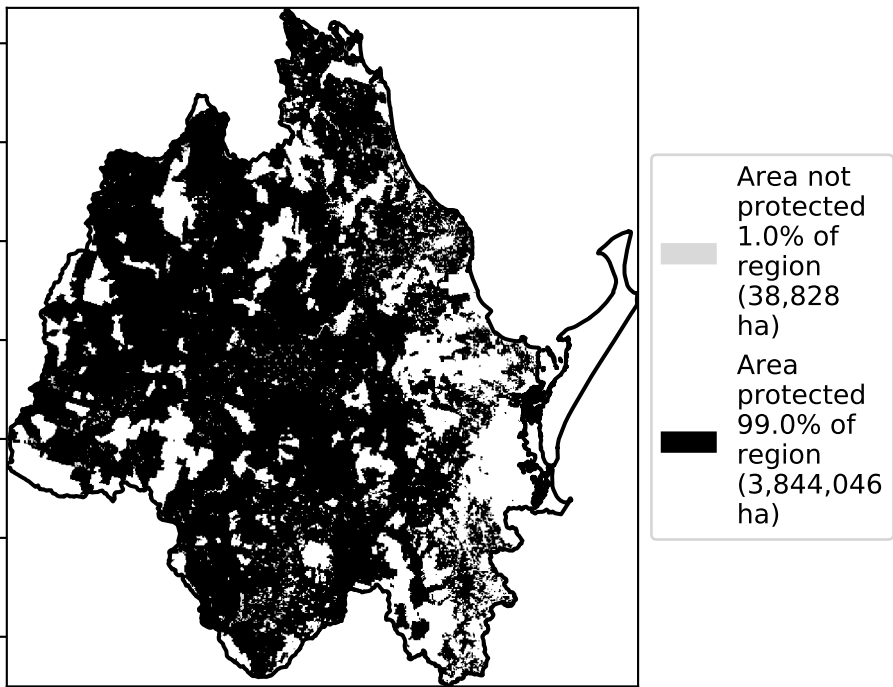 Area not
protected
1.0% of
region
(38,828
ha)
Area
protected
99.0% of
region
(3,844,046
ha)